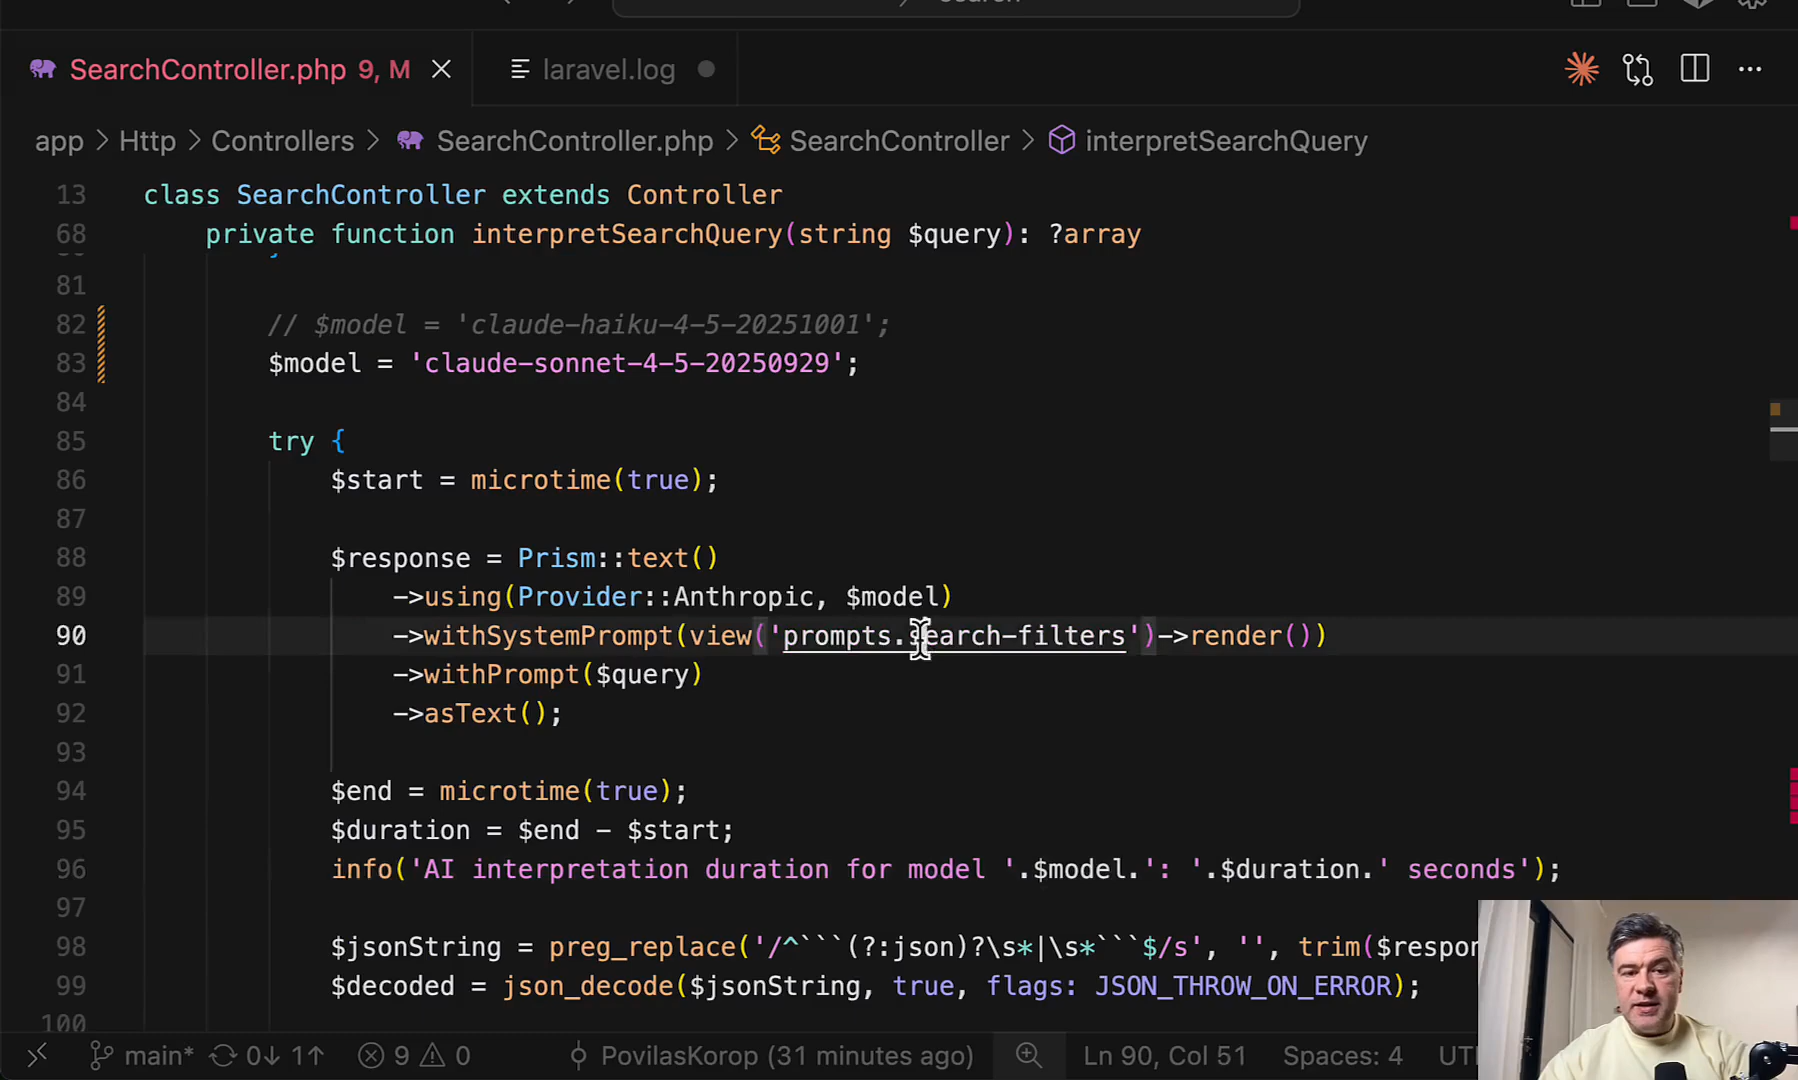 SearchController.php 9, M
laravel.log
app > Http > Controllers > SearchController.php > SearchController > interpretSearchQuery
13 class SearchController extends Controller
68 private function interpretSearchQuery(string $query): ?array
81
82 // $model = 'claude-haiku-4-5-20251001';
83 $model = 'claude-sonnet-4-5-20250929';
84
85 try {
86 $start = microtime(true);
87
88 $response = Prism::text()
89 ->using(Provider::Anthropic, $model)
90 ->withSystemPrompt(view('prompts.search-filters')->render())
91 ->withPrompt($query)
92 ->asText();
93
94 $end = microtime(true);
95 $duration = $end - $start;
96 info('AI interpretation duration for model '.$model.': '.$duration.' seconds');
97
98 $jsonString = preg_replace('/^```(?:json)?\s*|\s*```$/s', '', trim($respon
99 $decoded = json_decode($jsonString, true, flags: JSON_THROW_ON_ERROR);
100
main* 0↓ 1↑ 9 0 PovilasKorop (31 minutes ago) Ln 90, Col 51 Spaces: 4 UT